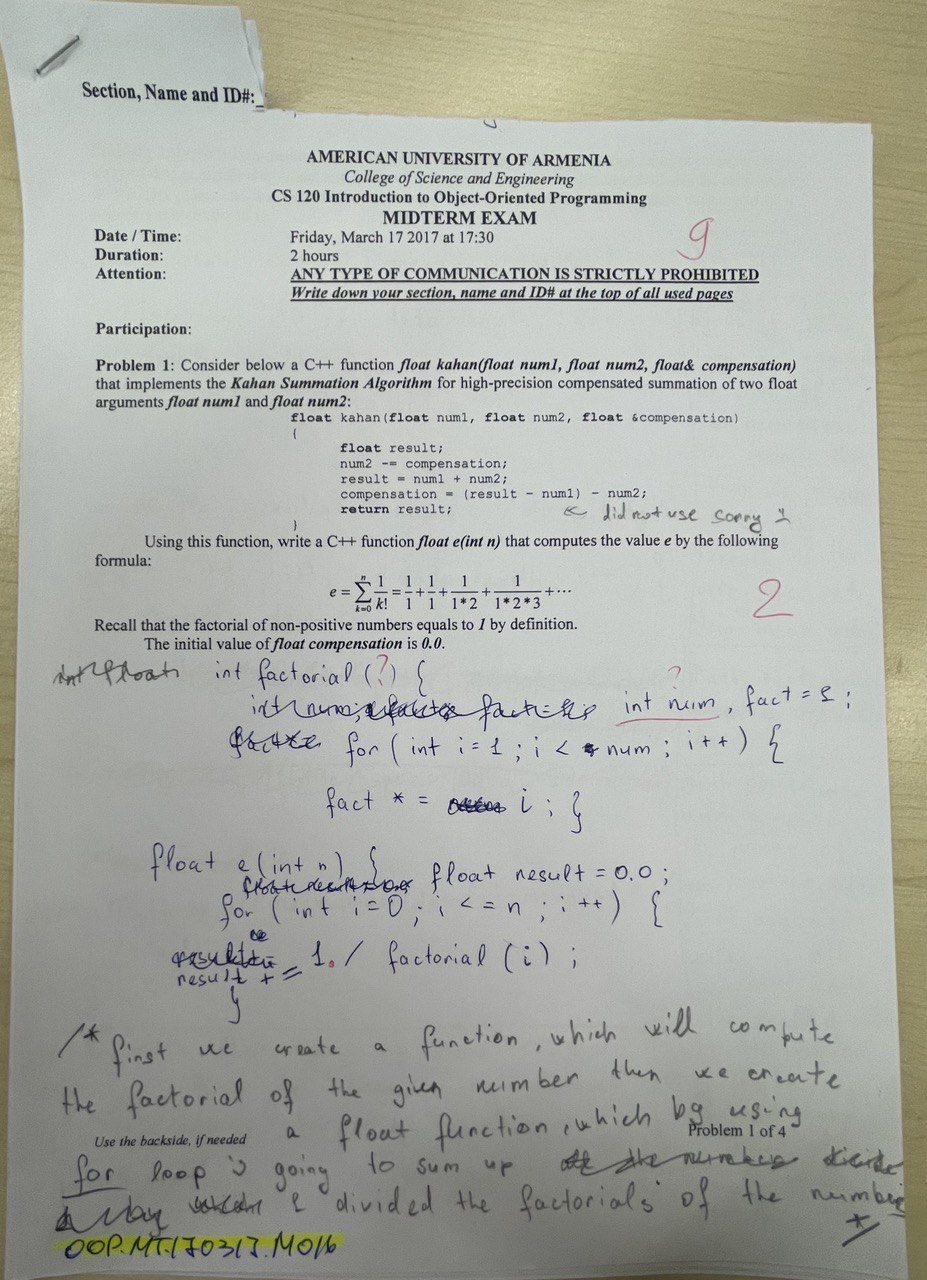 Section, Name and ID#:_
AMERICAN UNIVERSITY OF ARMENIA
College of Science and Engineering
CS 120 Introduction to Object-Oriented Programming
MIDTERM EXAM
9
Date / Time: Friday, March 17 2017 at 17:30
Duration: 2 hours
Attention: ANY TYPE OF COMMUNICATION IS STRICTLY PROHIBITED
Write down your section, name and ID# at the top of all used pages
Participation:
Problem 1: Consider below a C++ function float kahan(float num1, float num2, float& compensation)
that implements the Kahan Summation Algorithm for high-precision compensated summation of two float
arguments float num1 and float num2:
float kahan(float num1, float num2, float &compensation)
{
float result;
num2 -= compensation;
result = num1 + num2;
compensation = (result - num1) - num2;
return result;
did not use sorry
}
Using this function, write a C++ function float e(int n) that computes the value e by the following
formula:
e = ∑ₖ₌₀ⁿ 1/k! = 1/1 + 1/1 + 1/1*2 + 1/1*2*3 + ⋯
2
Recall that the factorial of non-positive numbers equals to 1 by definition.
The initial value of float compensation is 0.0.
int factorial (?) {
?
int num, fact = 1;
for ( int i = 1 ; i < num ; i++ ) {
fact * = i ; }
float e (int n) { float result = 0.0 ;
for ( int i=0 ; i <= n ; i++ ) {
result += 1. / factorial (i) ;
}
/* first we create a function, which will compute
the factorial of the given number then we create
a float function, which by using
Use the backside, if needed Problem 1 of 4
for loop is going to sum up
1 divided the factorials of the number
*/
OOP.MT.170317.M016